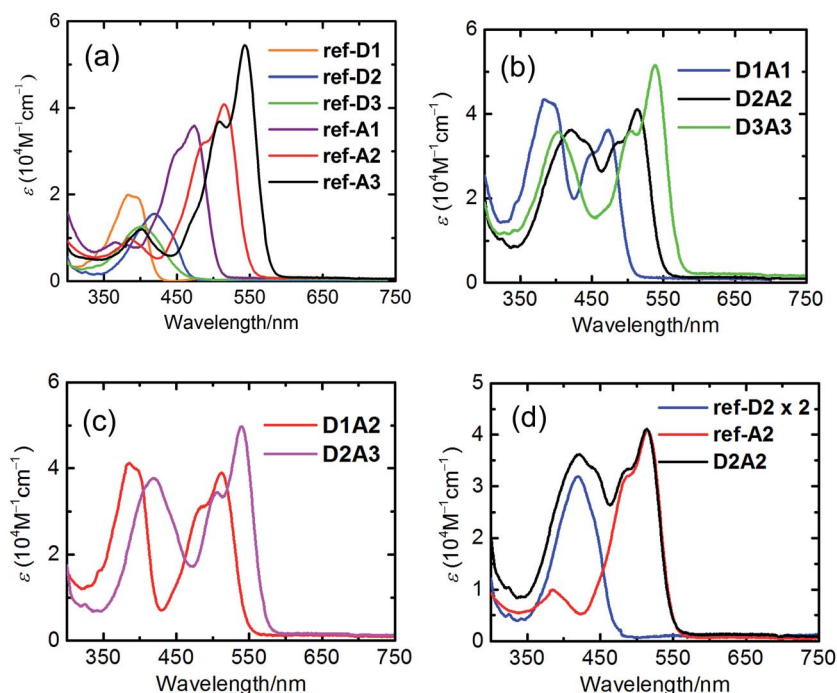 (a)
ref-D1
ref-D2
ref-D3
ref-A1
ref-A2
ref-A3
ε (10⁴M⁻¹cm⁻¹)
6
4
2
0
350 450 550 650 750
Wavelength/nm
(b)
D1A1
D2A2
D3A3
ε (10⁴M⁻¹cm⁻¹)
6
4
2
0
350 450 550 650 750
Wavelength/nm
(c)
D1A2
D2A3
ε (10⁴M⁻¹cm⁻¹)
6
4
2
0
350 450 550 650 750
Wavelength/nm
(d)
ref-D2 x 2
ref-A2
D2A2
ε (10⁴M⁻¹cm⁻¹)
5
4
3
2
1
0
350 450 550 650 750
Wavelength/nm